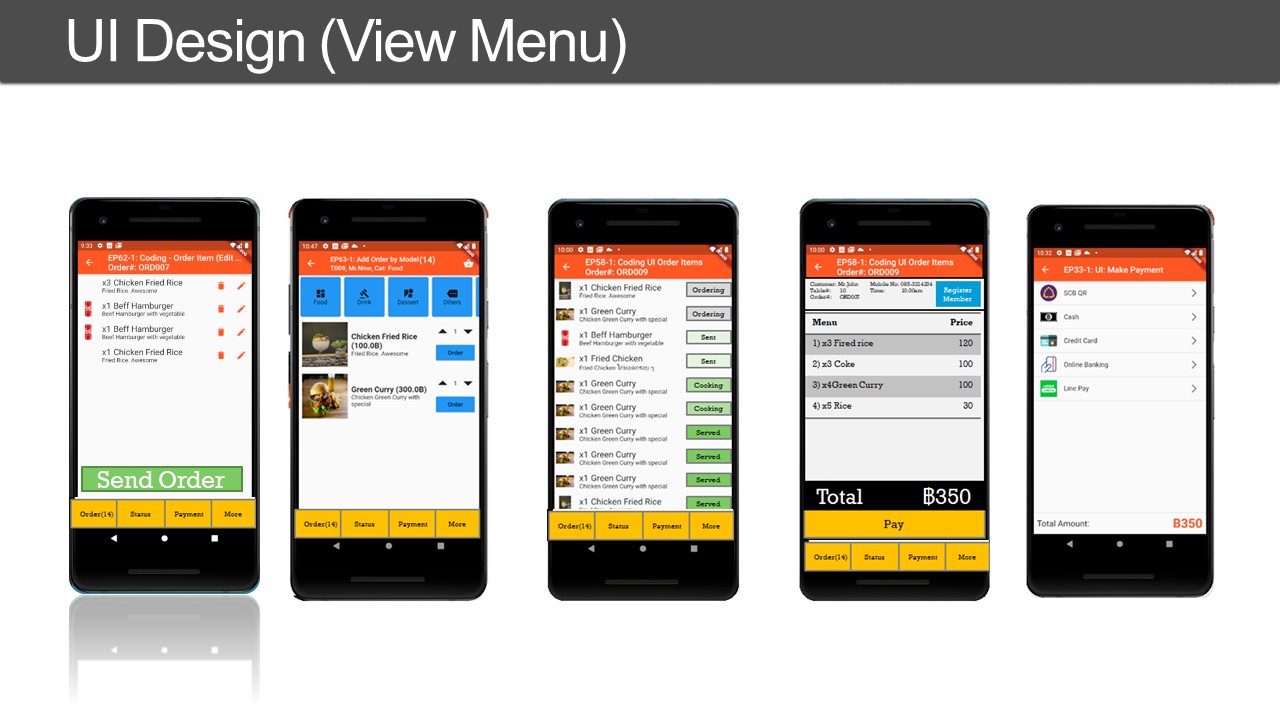 UI Design (View Menu)
9:33
EP62-1: Coding - Order Item (Edit ...
Order#: ORD007
x3 Chicken Fried Rice
Fried Rice. Awesome
x1 Beff Hamburger
Beef Hamburger with vegetable
x1 Beff Hamburger
Beef Hamburger with vegetable
x1 Chicken Fried Rice
Fried Rice. Awesome
Send Order
Order(14) Status Payment More
10:47
EP63-1: Add Order by Model(14)
T009, Mr.Nine, Cat: Food
Food Drink Dessert Others
Chicken Fried Rice
(100.0B)
Fried Rice. Awesome
1
Order
Green Curry (300.0B)
Chicken Green Curry with
special
1
Order
Order(14) Status Payment More
10:00
EP58-1: Coding UI Order Items
Order#: ORD009
x1 Chicken Fried Rice
Fried Rice. Awesome
Ordering
x1 Green Curry
Chicken Green Curry with special
Ordering
x1 Beff Hamburger
Beef Hamburger with vegetable
Sent
x1 Fried Chicken
Fried Chicken
Sent
x1 Green Curry
Chicken Green Curry with special
Cooking
x1 Green Curry
Chicken Green Curry with special
Cooking
x1 Green Curry
Chicken Green Curry with special
Served
x1 Green Curry
Chicken Green Curry with special
Served
x1 Green Curry
Chicken Green Curry with special
Served
x1 Chicken Fried Rice
Served
Order(14) Status Payment More
10:00
EP58-1: Coding UI Order Items
Order#: ORD009
Customer: Mr John Mobile No: 085-3314254
Table#: 10 Time: 10:30am
Order#: ORD007
Register
Member
Menu Price
1) x3 Fired rice 120
2) x3 Coke 100
3) x4Green Curry 100
4) x5 Rice 30
Total ฿350
Pay
Order(14) Status Payment More
10:32
EP33-1: UI: Make Payment
SCB QR
Cash
Credit Card
Online Banking
Line Pay
Total Amount: B350